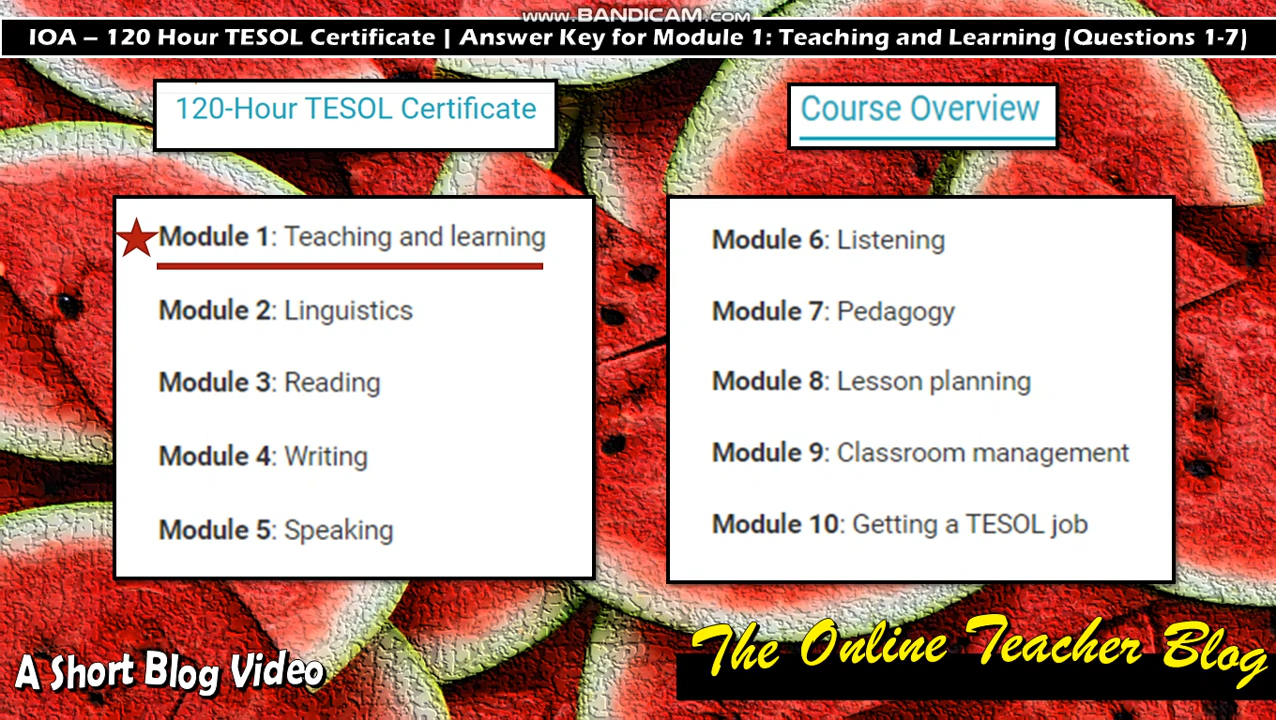 www.BANDICAM.com
IOA – 120 Hour TESOL Certificate | Answer Key for Module 1: Teaching and Learning (Questions 1-7)
120-Hour TESOL Certificate
Course Overview
Module 1: Teaching and learning
Module 2: Linguistics
Module 3: Reading
Module 4: Writing
Module 5: Speaking
Module 6: Listening
Module 7: Pedagogy
Module 8: Lesson planning
Module 9: Classroom management
Module 10: Getting a TESOL job
A Short Blog Video
The Online Teacher Blog